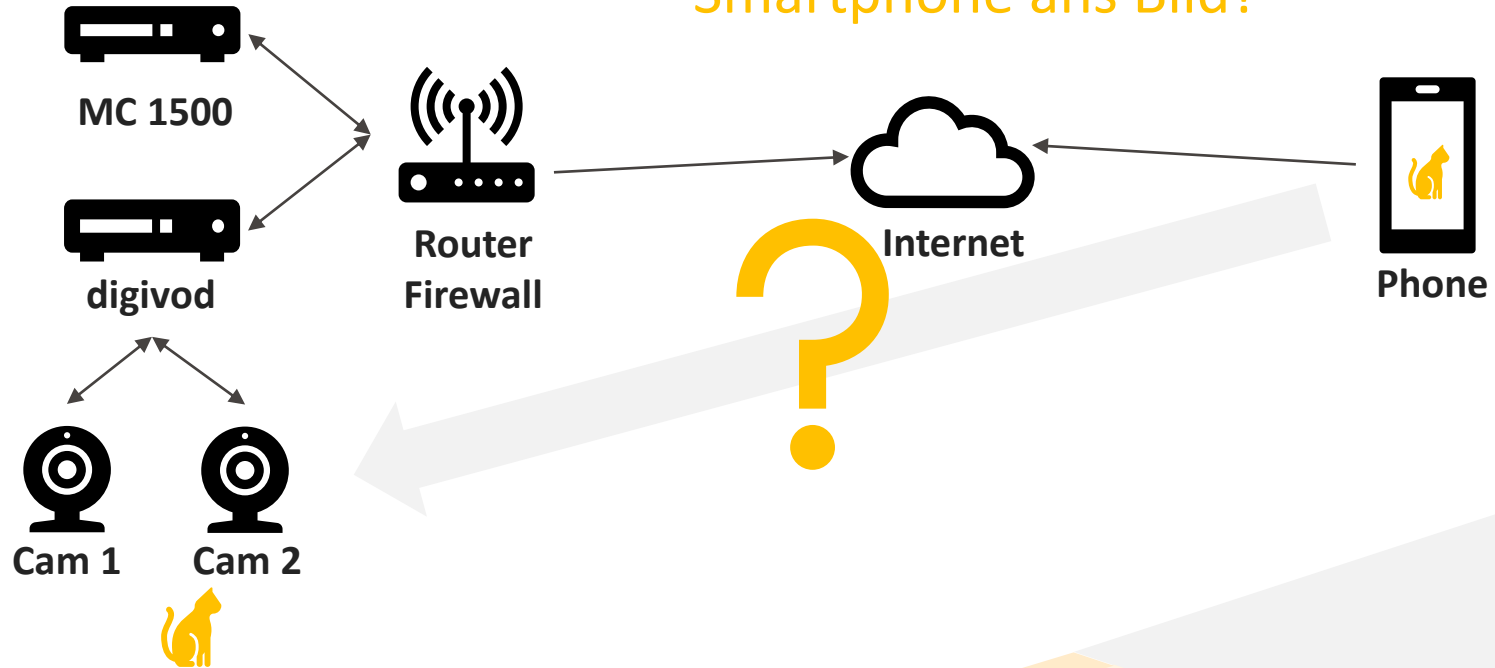 Smartphone ans Bild?
MC 1500
digivod
Router
Firewall
Internet
Phone
Cam 1
Cam 2